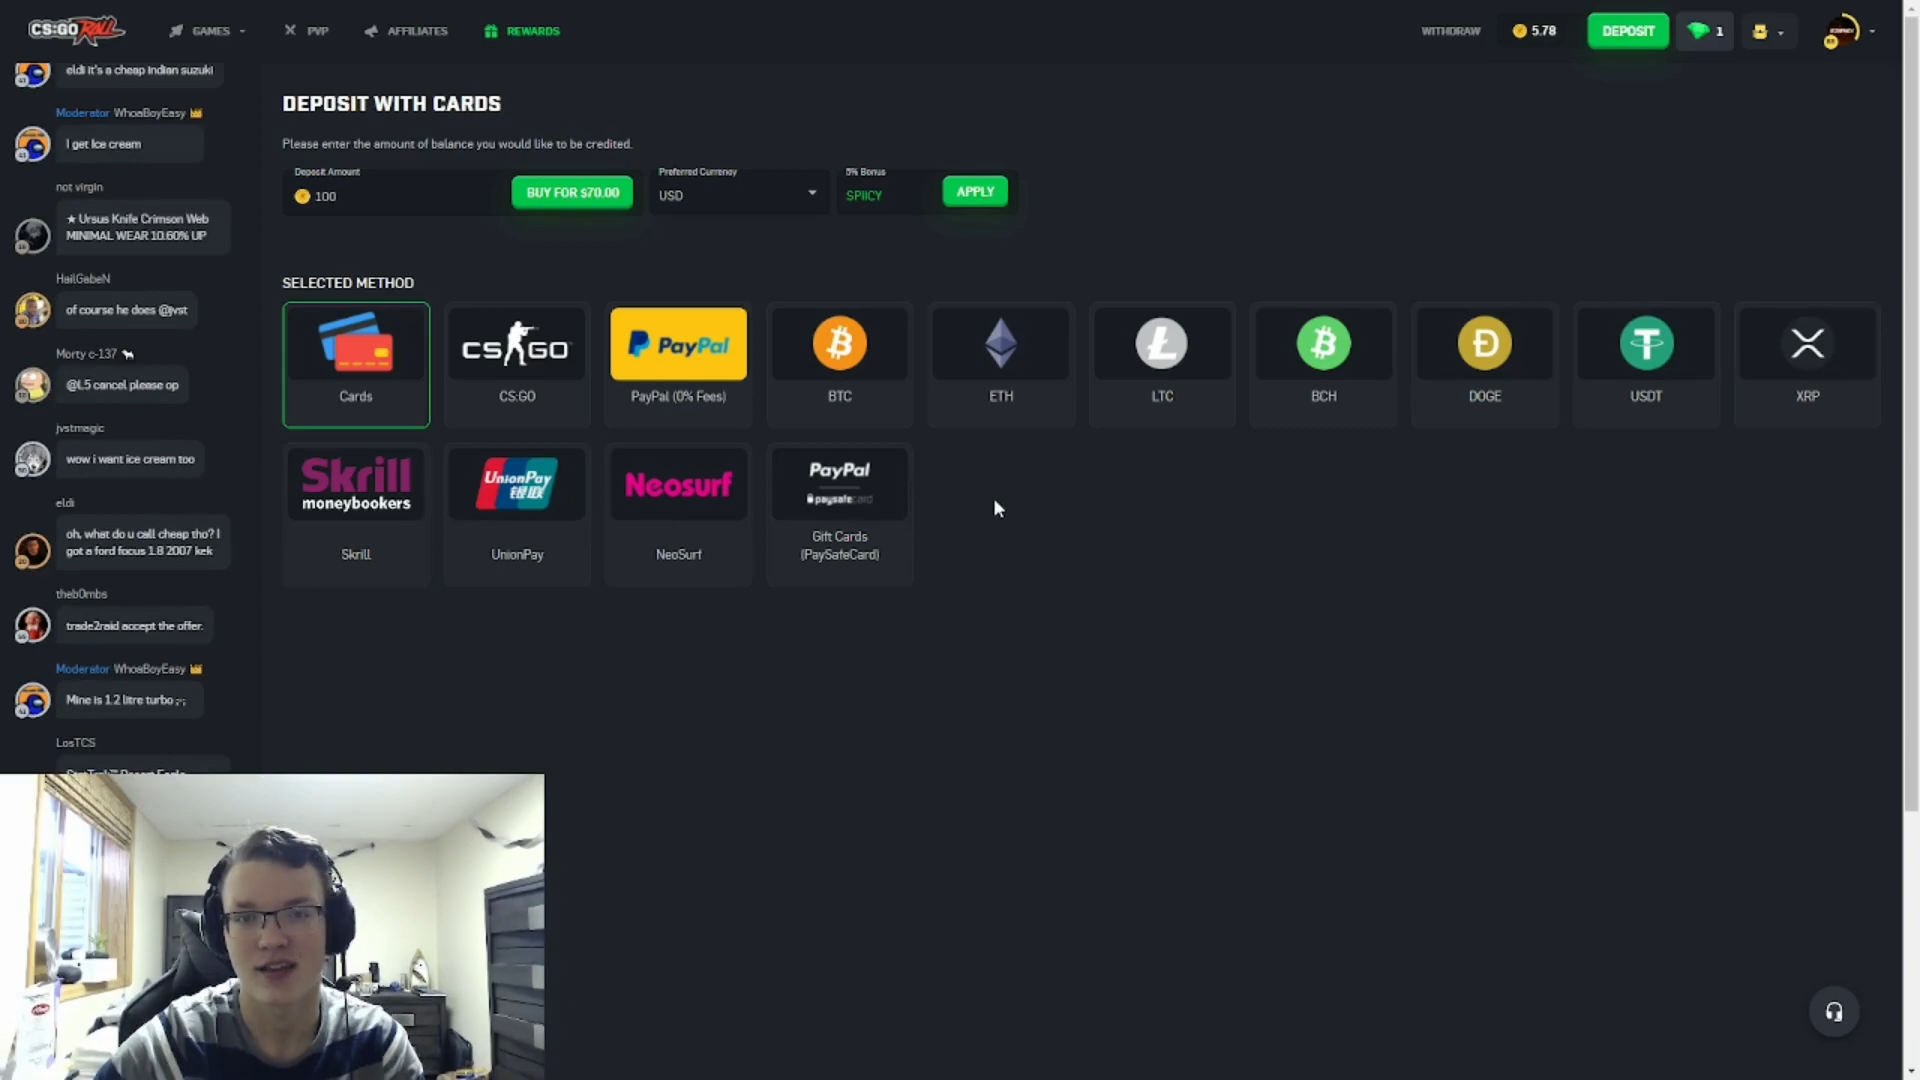 CS:GO ROLL
GAMES
PVP
AFFILIATES
REWARDS
WITHDRAW
5.78
DEPOSIT
1
eldi it's a cheap indian suzuki
Moderator WhoaBoyEasy
I get Ice cream
not virgin
★ Ursus Knife Crimson Web
MINIMAL WEAR 10.60% UP
HailGabeN
of course he does @jvst
Morty c-137
@L5 cancel please op
jvstmagic
wow i want ice cream too
eldi
oh, what do u call cheap tho? I
got a ford focus 1.8 2007 kek
theb0mbs
trade2raid accept the offer.
Moderator WhoaBoyEasy
Mine is 1.2 litre turbo ;-;
LosTCS
DEPOSIT WITH CARDS
Please enter the amount of balance you would like to be credited.
Deposit Amount
100
BUY FOR $70.00
Preferred Currency
USD
5% Bonus
SPIICY
APPLY
SELECTED METHOD
Cards
CS GO
CS:GO
PayPal
PayPal (0% Fees)
BTC
ETH
LTC
BCH
DOGE
USDT
XRP
Skrill
moneybookers
Skrill
UnionPay
银联
UnionPay
Neosurf
NeoSurf
PayPal
paysafecard
Gift Cards
(PaySafeCard)